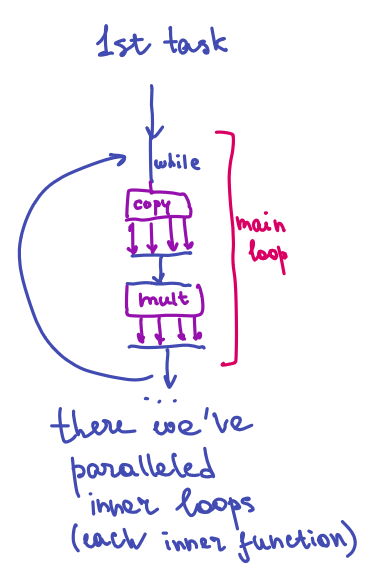 1st task
while
copy
main
loop
mult
...
there we've
paralleled
inner loops
(each inner function)